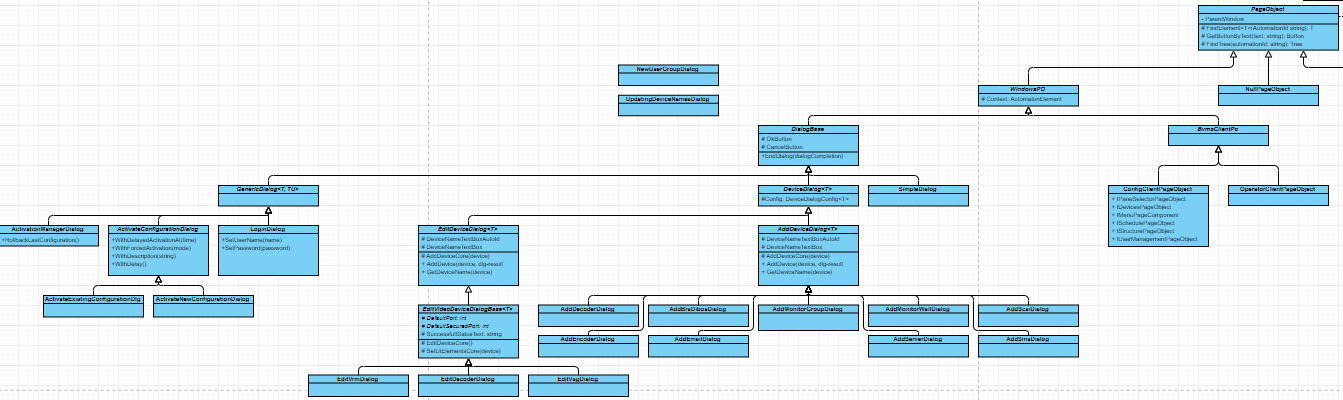 PageObject
- ParentWindow
# FindElement<T>(AutomationId string): T
# GetButtonByText(text: string): Button
# FindTree(automationId: string): Tree
NewUserGroupDialog
UpdatingDeviceNamesDialog
WindowsPO
# Context: AutomationElement
NullPageObject
DialogBase
# OkButton
# CancelButton
+EndDialog(dialogCompletion)
BvmsClientPo
GenericDialog<T, TU>
DeviceDialog<T>
#Config: DeviceDialogConfig<T>
SimpleDialog
ConfigClientPageObject
+ IPaneSelectorPageObject
+ IDevicesPageObject
+ IMenuPageComponent
+ ISchedulePageObject
+ IStructurePageObject
+ IUserManagementPageObject
OperatorClientPageObject
ActivationManagerDialog
+RollbackLastConfiguration()
ActivateConfigurationDialog
+WithDelayedActivationAt(time)
+WithForcedActivation(mode)
+WithDescription(string)
+WithDelay()
LoginDialog
+SetUserName(name)
+SetPassword(password)
EditDeviceDialog<T>
# DeviceNameTextBoxAutoId
# DeviceNameTextBox
# AddDeviceCore(device)
+ AddDevice(device, dlg-result
+ GetDeviceName(device)
AddDeviceDialog<T>
# DeviceNameTextBoxAutoId
# DeviceNameTextBox
# AddDeviceCore(device)
+ AddDevice(device, dlg-result
+ GetDeviceName(device)
ActivateExistingConfigurationDlg
ActivateNewConfigurationDialog
EditVideoDeviceDialogBase<T>
# DefaultPort: int
# DefaultSecuredPort: int
# SuccessfulStatusText: string
# EditDeviceCore()
# SetUIElementsCore(device)
AddDecoderDialog
AddBrsDibosDialog
AddMonitorGroupDialog
AddMonitorWallDialog
AddEncoderDialog
AddEmailDialog
AddServerDialog
AddSmsDialog
EditVrmDialog
EditDecoderDialog
EditVsgDialog